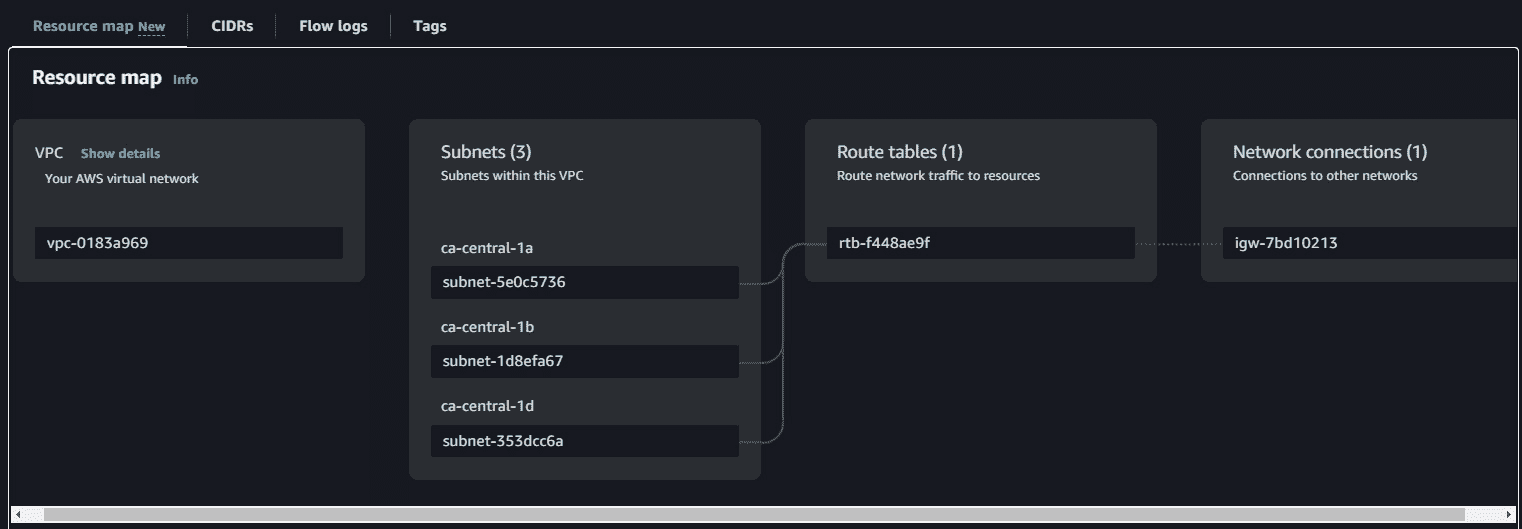 Resource map New
CIDRs
Flow logs
Tags
Resource map Info
VPC Show details
Your AWS virtual network
vpc-0183a969
Subnets (3)
Subnets within this VPC
ca-central-1a
subnet-5e0c5736
ca-central-1b
subnet-1d8efa67
ca-central-1d
subnet-353dcc6a
Route tables (1)
Route network traffic to resources
rtb-f448ae9f
Network connections (1)
Connections to other networks
igw-7bd10213